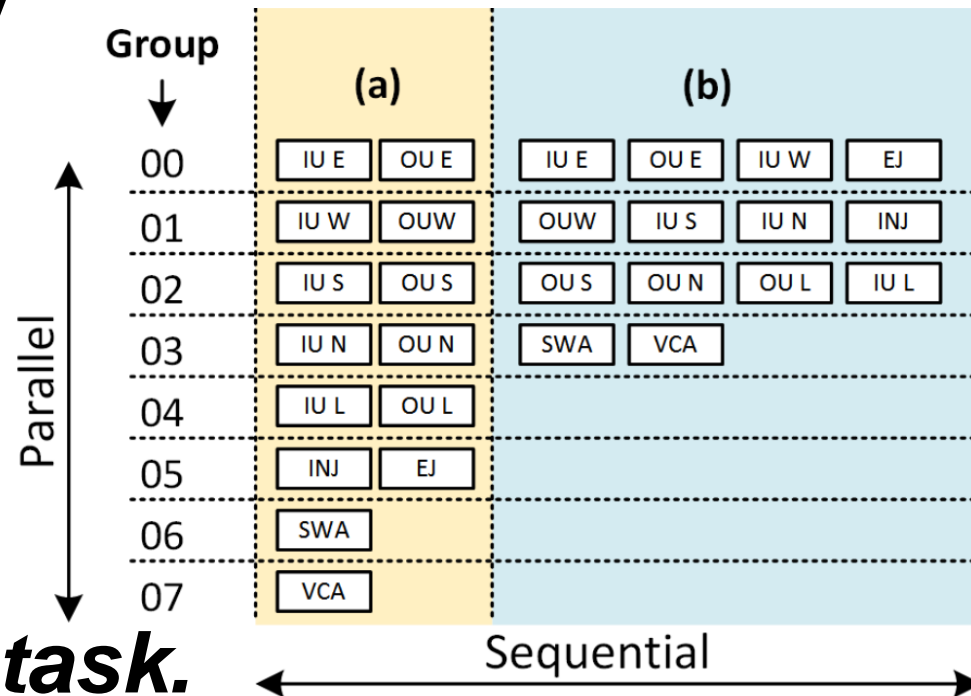 Group
(a) (b)
00 IU E OU E IU E OU E IU W EJ
01 IU W OUW OUW IU S IU N INJ
02 IU S OU S OU S OU N OU L IU L
03 IU N OU N SWA VCA
04 IU L OU L
05 INJ EJ
06 SWA
07 VCA
Parallel
Sequential
task.